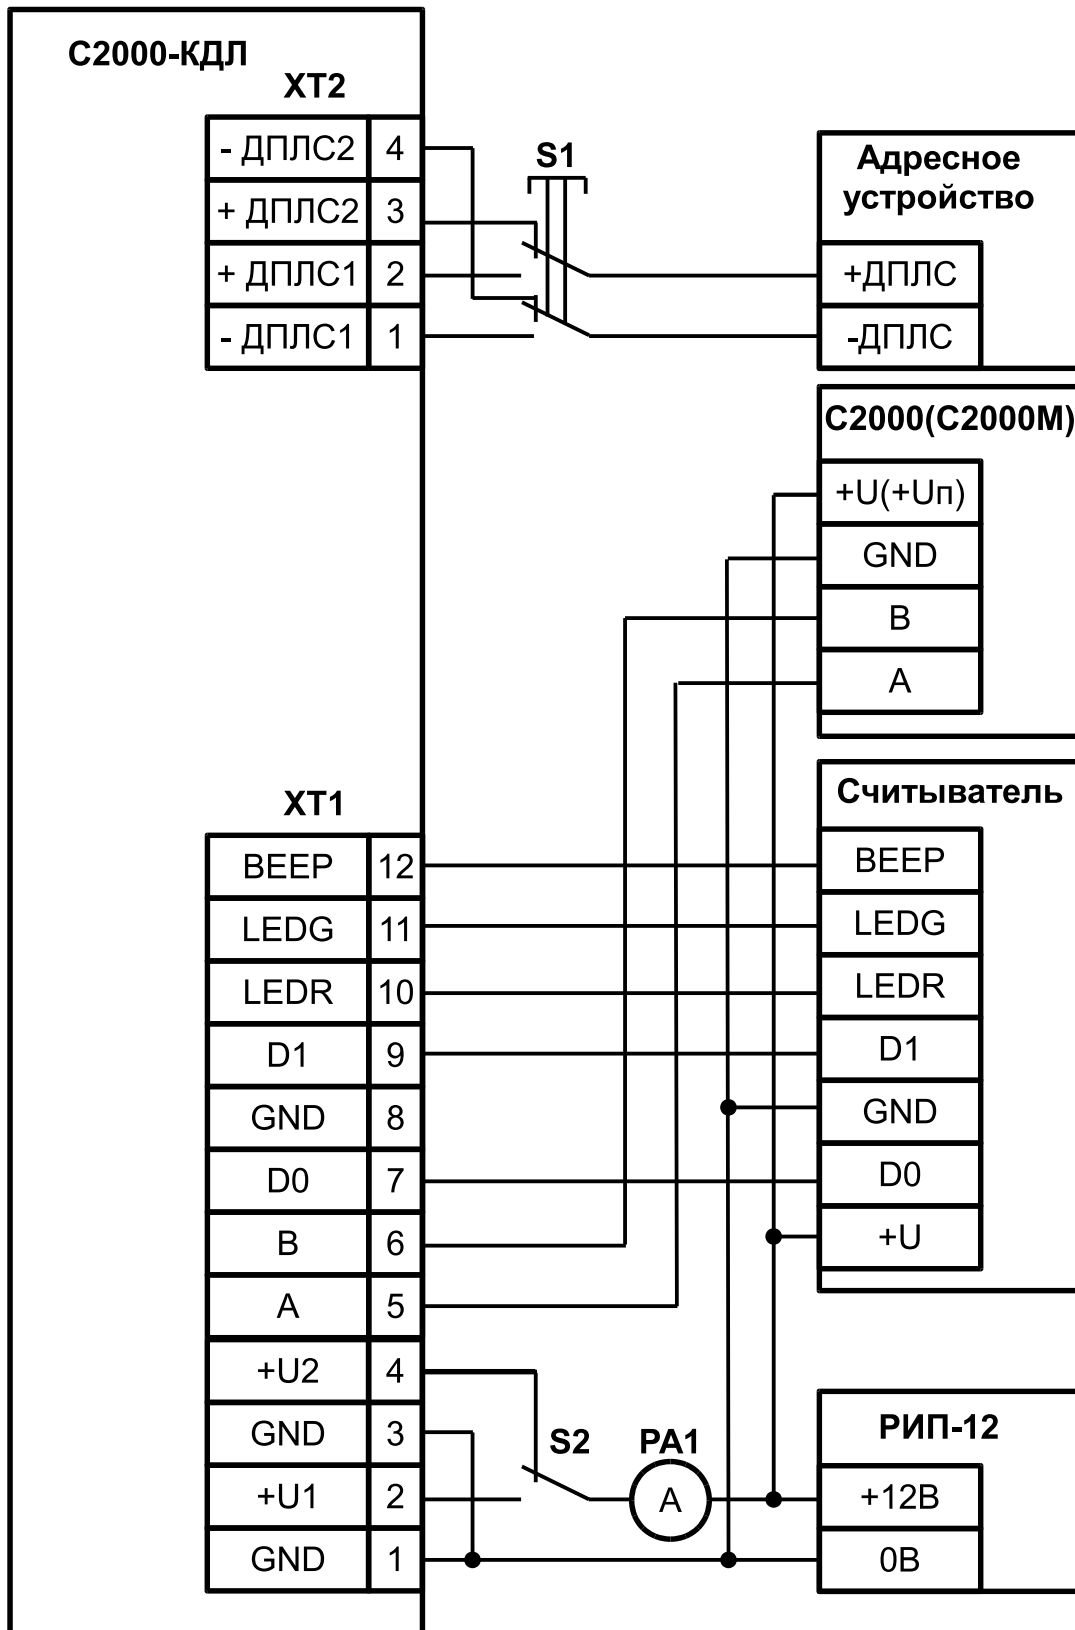 С2000-КДЛ
XT2
- ДПЛС2 4
+ ДПЛС2 3
+ ДПЛС1 2
- ДПЛС1 1
S1
Адресное
устройство
+ДПЛС
-ДПЛС
С2000(С2000М)
+U(+Uп)
GND
B
A
XT1
BEEP 12
LEDG 11
LEDR 10
D1 9
GND 8
D0 7
B 6
A 5
+U2 4
GND 3
+U1 2
GND 1
Считыватель
BEEP
LEDG
LEDR
D1
GND
D0
+U
S2
PA1
A
РИП-12
+12В
0В